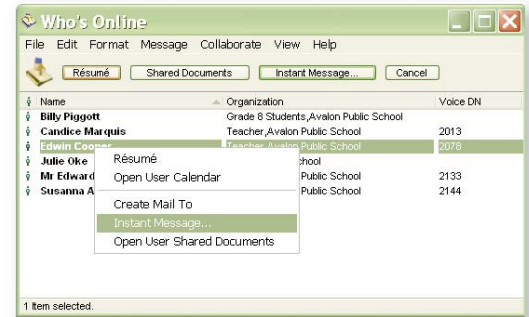 Who's Online
File Edit Format Message Collaborate View Help
Résumé Shared Documents Instant Message... Cancel
Name Organization Voice DN
Billy Piggott Grade 8 Students,Avalon Public School
Candice Marquis Teacher,Avalon Public School 2013
Edwin Cooper Teacher,Avalon Public School 2078
Julie Oke
Mr Edward Public School 2133
Susanna A Public School 2144
Résumé
Open User Calendar
Create Mail To
Instant Message...
Open User Shared Documents
1 Item selected.